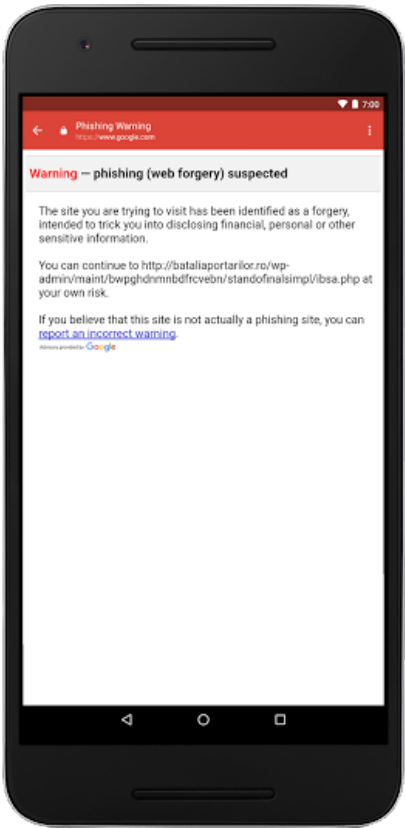 7:00
Phishing Warning
https://www.google.com
Warning — phishing (web forgery) suspected
The site you are trying to visit has been identified as a forgery,
intended to trick you into disclosing financial, personal or other
sensitive information.
You can continue to http://bataliaportarilor.ro/wp-
admin/maint/bwpghdnmnbdfrcvebn/standofinalsimpl/ibsa.php at
your own risk.
If you believe that this site is not actually a phishing site, you can
report an incorrect warning.
Advisory provided by Google